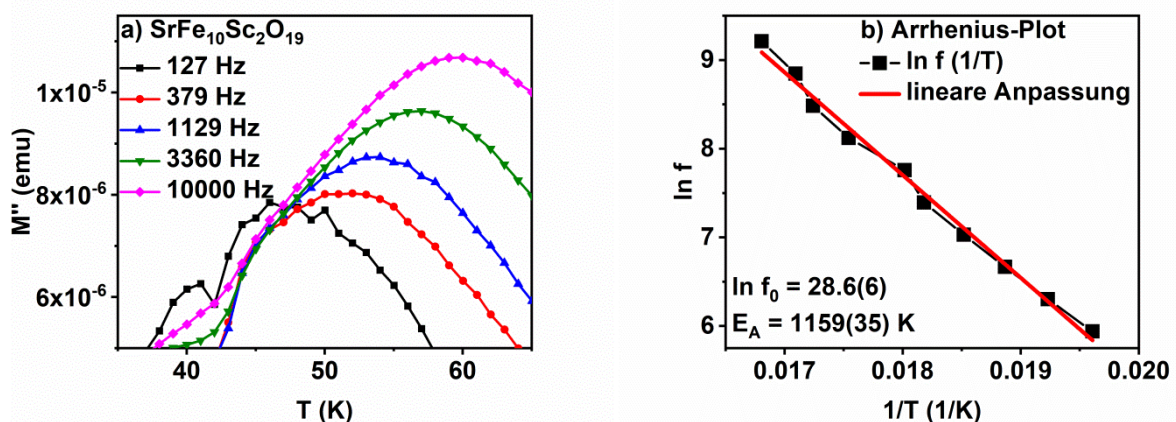 a) SrFe10Sc2O19
127 Hz
379 Hz
1129 Hz
3360 Hz
10000 Hz
1x10⁻⁵
8x10⁻⁶
6x10⁻⁶
M'' (emu)
40
50
60
T (K)
b) Arrhenius-Plot
ln f (1/T)
lineare Anpassung
9
8
7
6
ln f
ln f0 = 28.6(6)
EA = 1159(35) K
0.017
0.018
0.019
0.020
1/T (1/K)